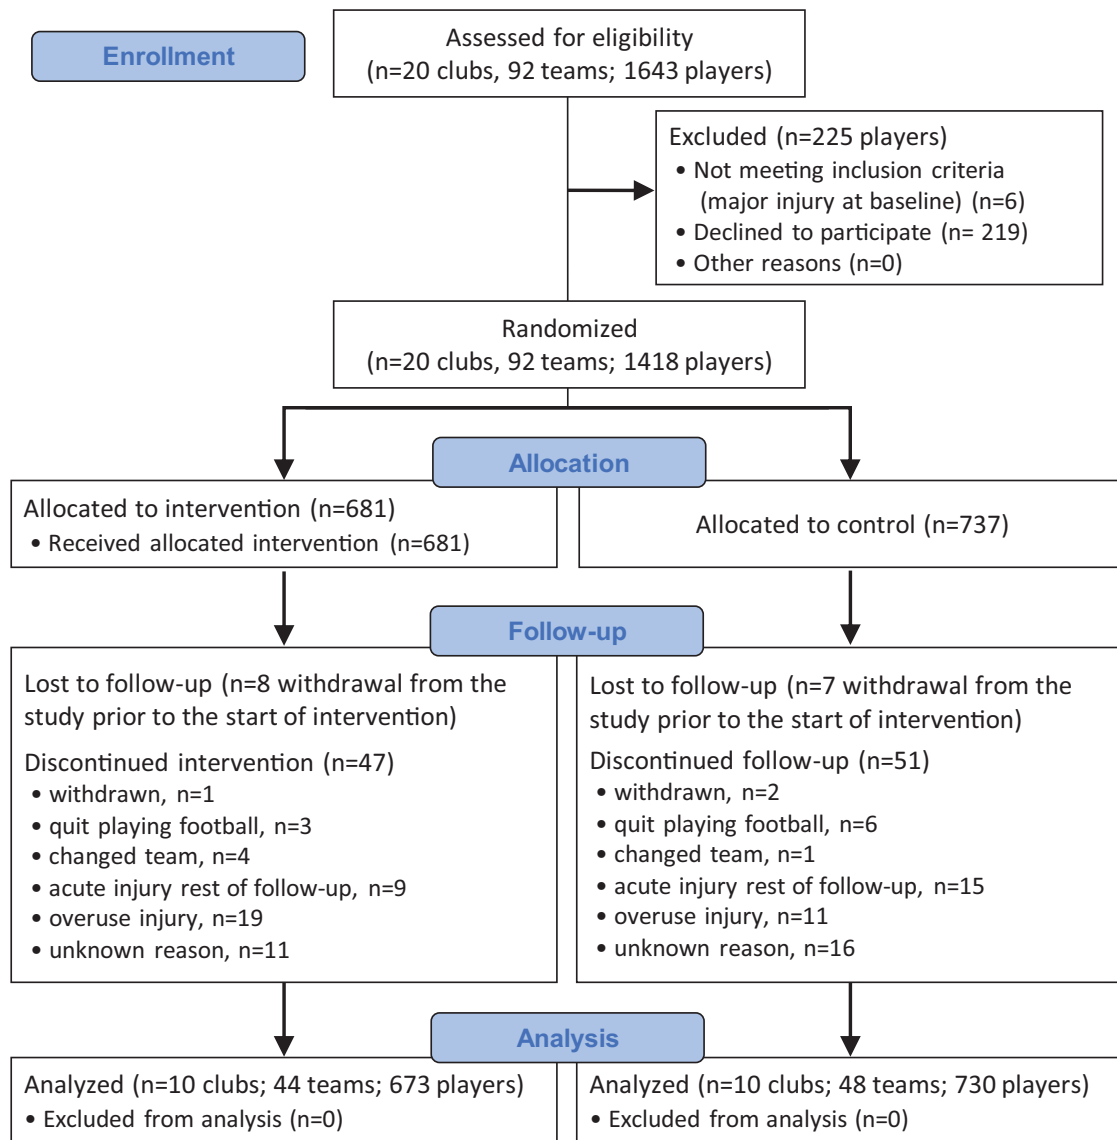 Enrollment
Assessed for eligibility
(n=20 clubs, 92 teams; 1643 players)
Excluded (n=225 players)
• Not meeting inclusion criteria
(major injury at baseline) (n=6)
• Declined to participate (n= 219)
• Other reasons (n=0)
Randomized
(n=20 clubs, 92 teams; 1418 players)
Allocation
Allocated to intervention (n=681)
• Received allocated intervention (n=681)
Allocated to control (n=737)
Follow-up
Lost to follow-up (n=8 withdrawal from the
study prior to the start of intervention)
Discontinued intervention (n=47)
• withdrawn, n=1
• quit playing football, n=3
• changed team, n=4
• acute injury rest of follow-up, n=9
• overuse injury, n=19
• unknown reason, n=11
Lost to follow-up (n=7 withdrawal from the
study prior to the start of intervention)
Discontinued follow-up (n=51)
• withdrawn, n=2
• quit playing football, n=6
• changed team, n=1
• acute injury rest of follow-up, n=15
• overuse injury, n=11
• unknown reason, n=16
Analysis
Analyzed (n=10 clubs; 44 teams; 673 players)
• Excluded from analysis (n=0)
Analyzed (n=10 clubs; 48 teams; 730 players)
• Excluded from analysis (n=0)